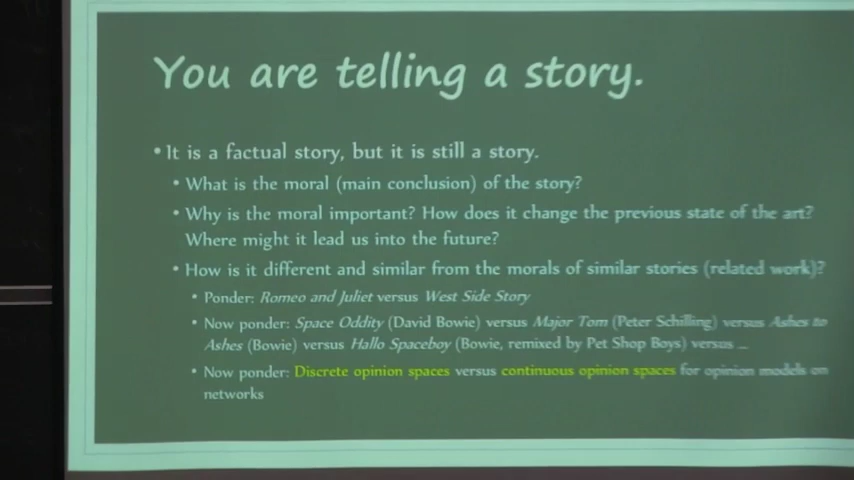 You are telling a story.
• It is a factual story, but it is still a story.
• What is the moral (main conclusion) of the story?
• Why is the moral important? How does it change the previous state of the art?
Where might it lead us into the future?
• How is it different and similar from the morals of similar stories (related work)?
• Ponder: Romeo and Juliet versus West Side Story
• Now ponder: Space Oddity (David Bowie) versus Major Tom (Peter Schilling) versus Ashes to
Ashes (Bowie) versus Hallo Spaceboy (Bowie, remixed by Pet Shop Boys) versus ...
• Now ponder: Discrete opinion spaces versus continuous opinion spaces for opinion models on
networks